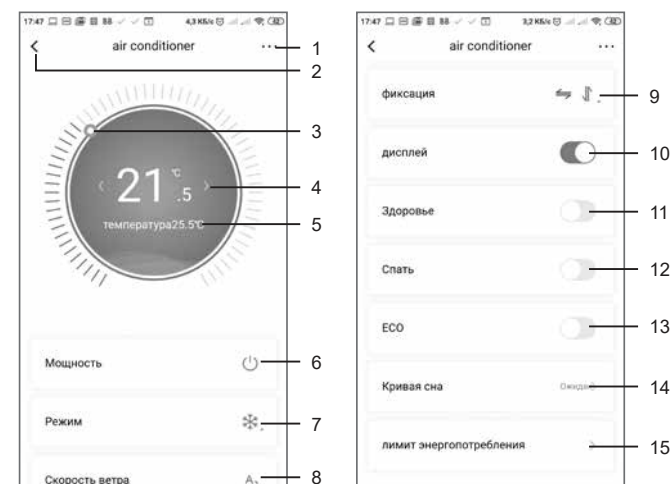 17:47 4,3 КБ/с
air conditioner ... 1
2
3
21 °C .5 4
температура25.5°C 5
Мощность 6
Режим 7
Скорость ветра A 8
17:47 3,2 КБ/с
air conditioner ...
фиксация 9
дисплей 10
Здоровье 11
Спать 12
ECO 13
Кривая сна 14
лимит энергопотребления 15